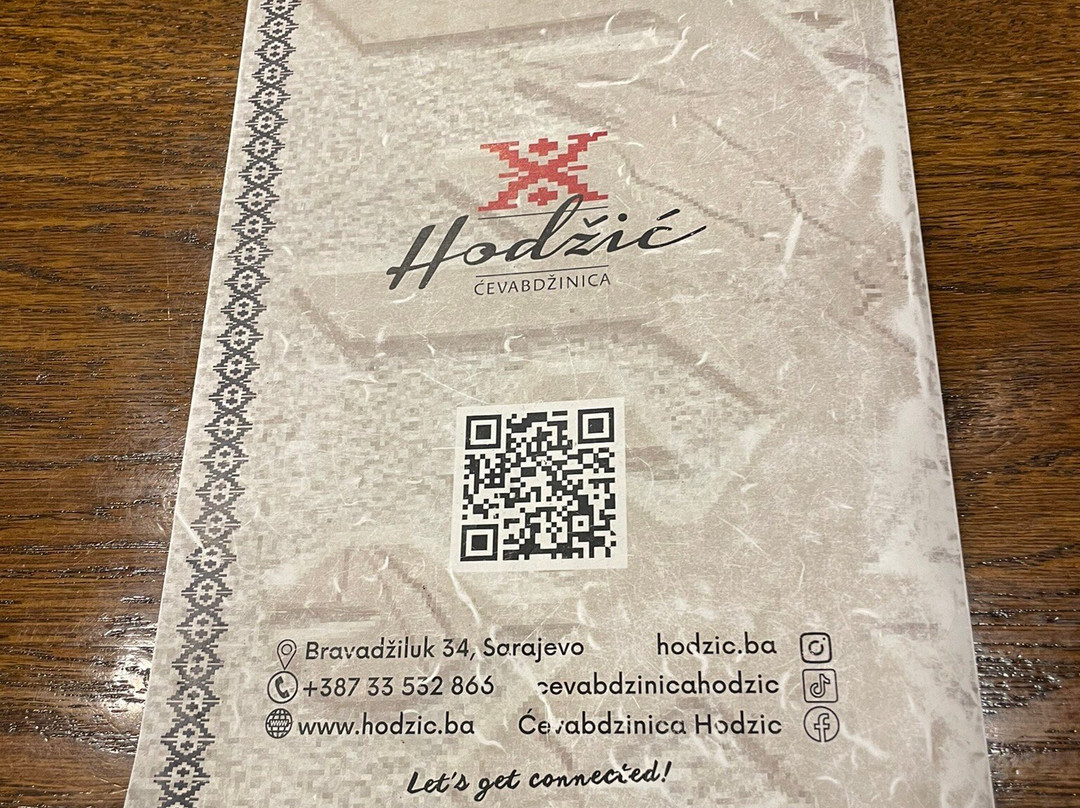 Hodžić
ĆEVABDŽINICA
Bravadžiluk 34, Sarajevo
hodzic.ba
+387 33 532 866
cevabdzinicahodzic
www.hodzic.ba
Ćevabdzinica Hodzic
Let's get connected!